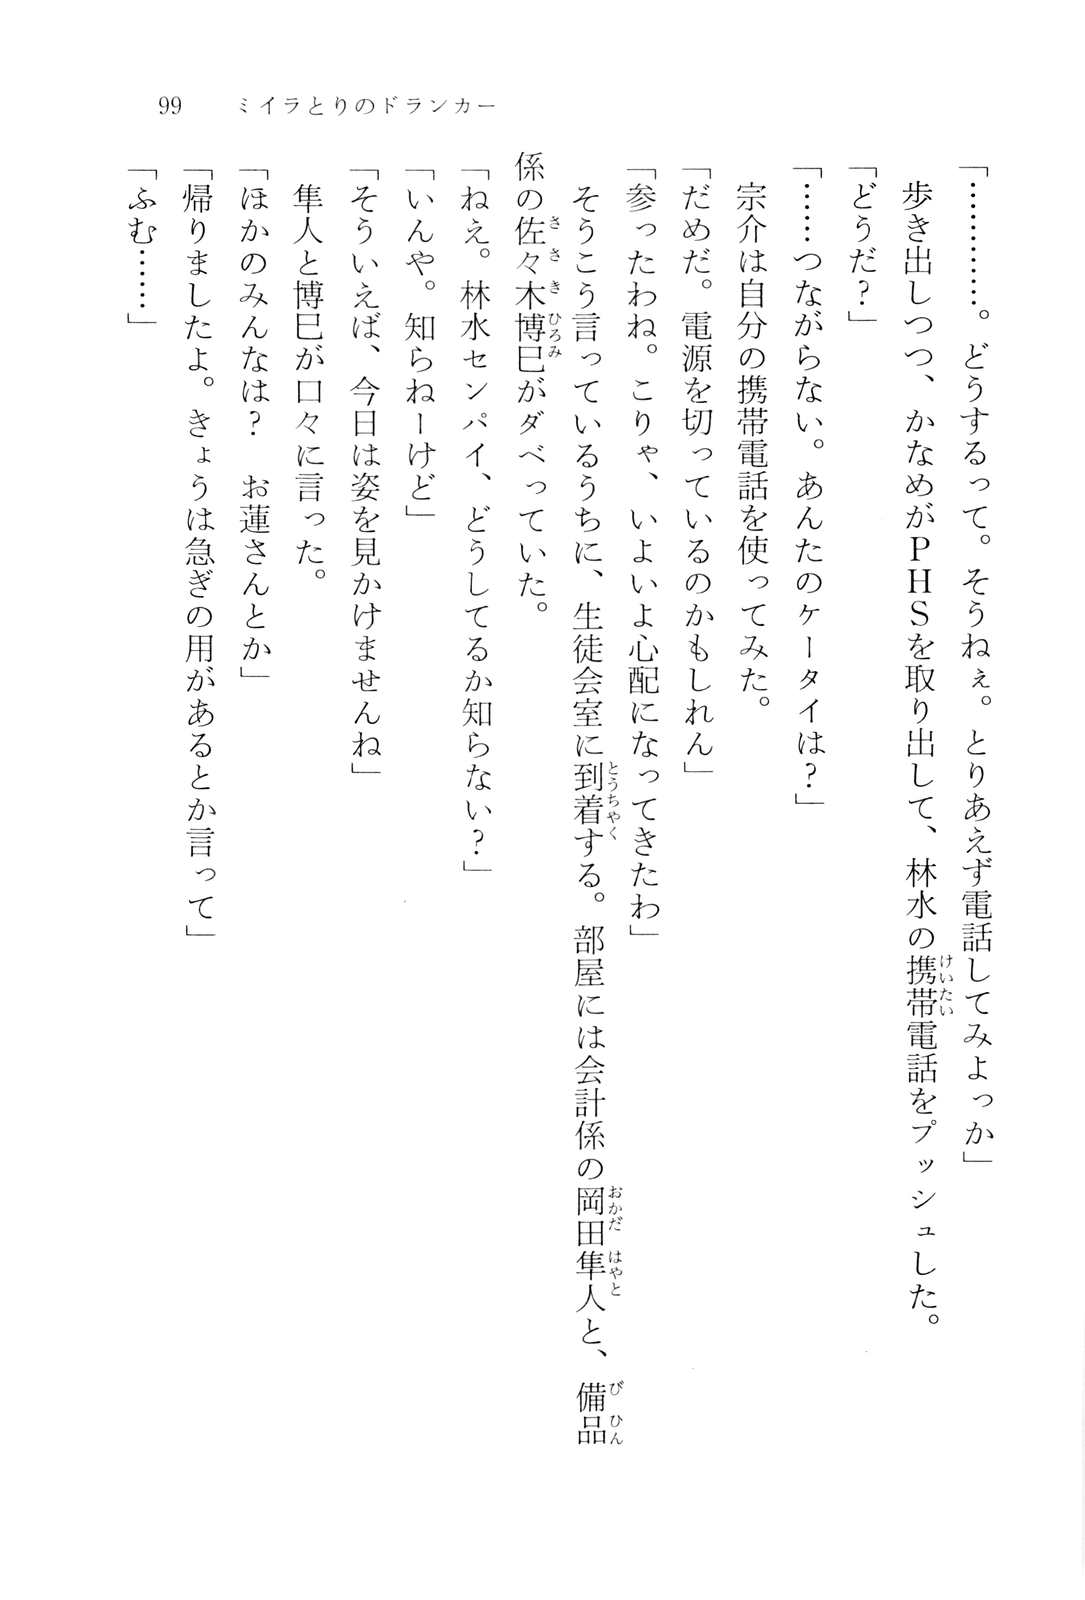 99　ミイラとりのドランカー
「…………。どうするって。そうねぇ。とりあえず電話してみよっか」
　歩き出しつつ、かなめがＰＨＳを取り出して、林水の携帯電話をプッシュした。
「どうだ？」
「……つながらない。あんたのケータイは？」
　宗介は自分の携帯電話を使ってみた。
「だめだ。電源を切っているのかもしれん」
「参ったわね。こりゃ、いよいよ心配になってきたわ」
　そうこう言っているうちに、生徒会室に到着する。部屋には会計係の岡田隼人と、備品
係の佐々木博巳がダベっていた。
「ねえ。林水センパイ、どうしてるか知らない？」
「いんや。知らねーけど」
「そういえば、今日は姿を見かけませんね」
　隼人と博巳が口々に言った。
「ほかのみんなは？　お蓮さんとか」
「帰りましたよ。きょうは急ぎの用があるとか言って」
「ふむ……」